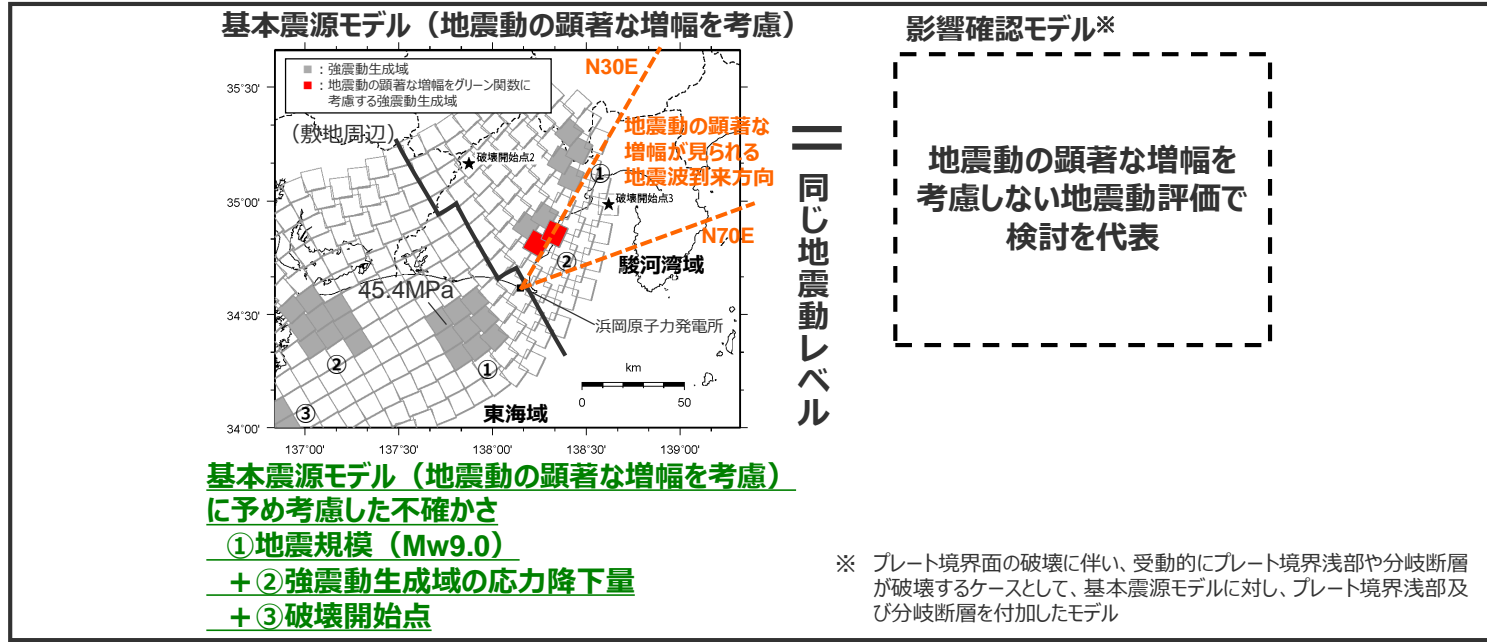 基本震源モデル（地震動の顕著な増幅を考慮）
■：強震動生成域
■：地震動の顕著な増幅をグリーン関数に
考慮する強震動生成域
N30E
35°30'
（敷地周辺）
地震動の顕著な
増幅が見られる
地震波到来方向
★破壊開始点2
①
35°00'
★破壊開始点3
N70E
②
駿河湾域
45.4MPa
34°30'
浜岡原子力発電所
②
①
km
0 50
③
東海域
34°00'
137°00' 137°30' 138°00' 138°30' 139°00'
＝
同じ地震動レベル
影響確認モデル※
地震動の顕著な増幅を
考慮しない地震動評価で
検討を代表
基本震源モデル（地震動の顕著な増幅を考慮）
に予め考慮した不確かさ
①地震規模（Mw9.0）
＋②強震動生成域の応力降下量
＋③破壊開始点
※ プレート境界面の破壊に伴い、受動的にプレート境界浅部や分岐断層
が破壊するケースとして、基本震源モデルに対し、プレート境界浅部及
び分岐断層を付加したモデル